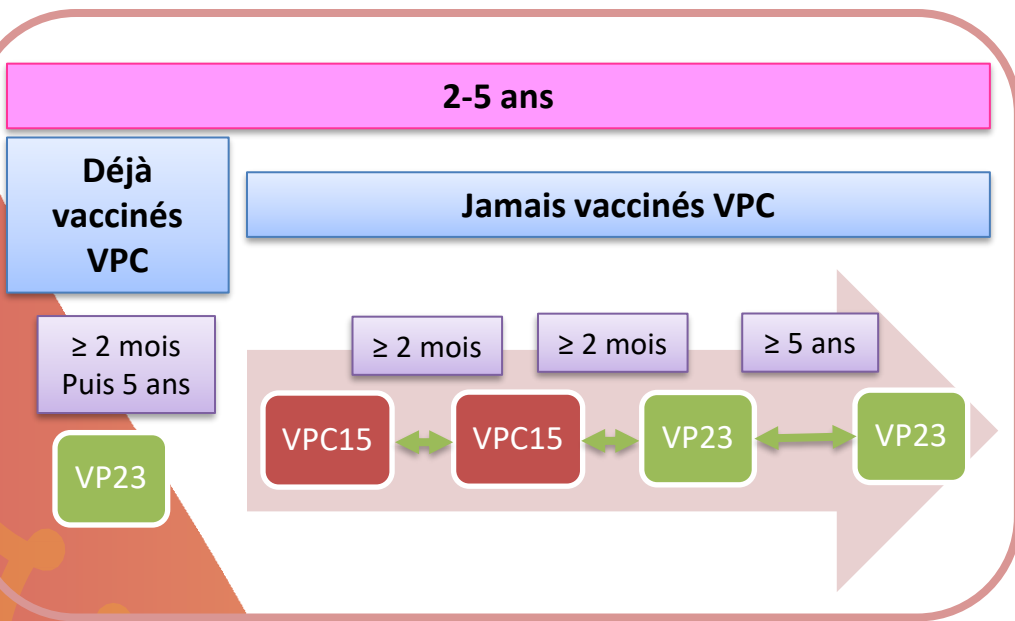 2-5 ans
Déjà
vaccinés
VPC
Jamais vaccinés VPC
≥ 2 mois
Puis 5 ans
VP23
≥ 2 mois
≥ 2 mois
≥ 5 ans
VPC15
VPC15
VP23
VP23